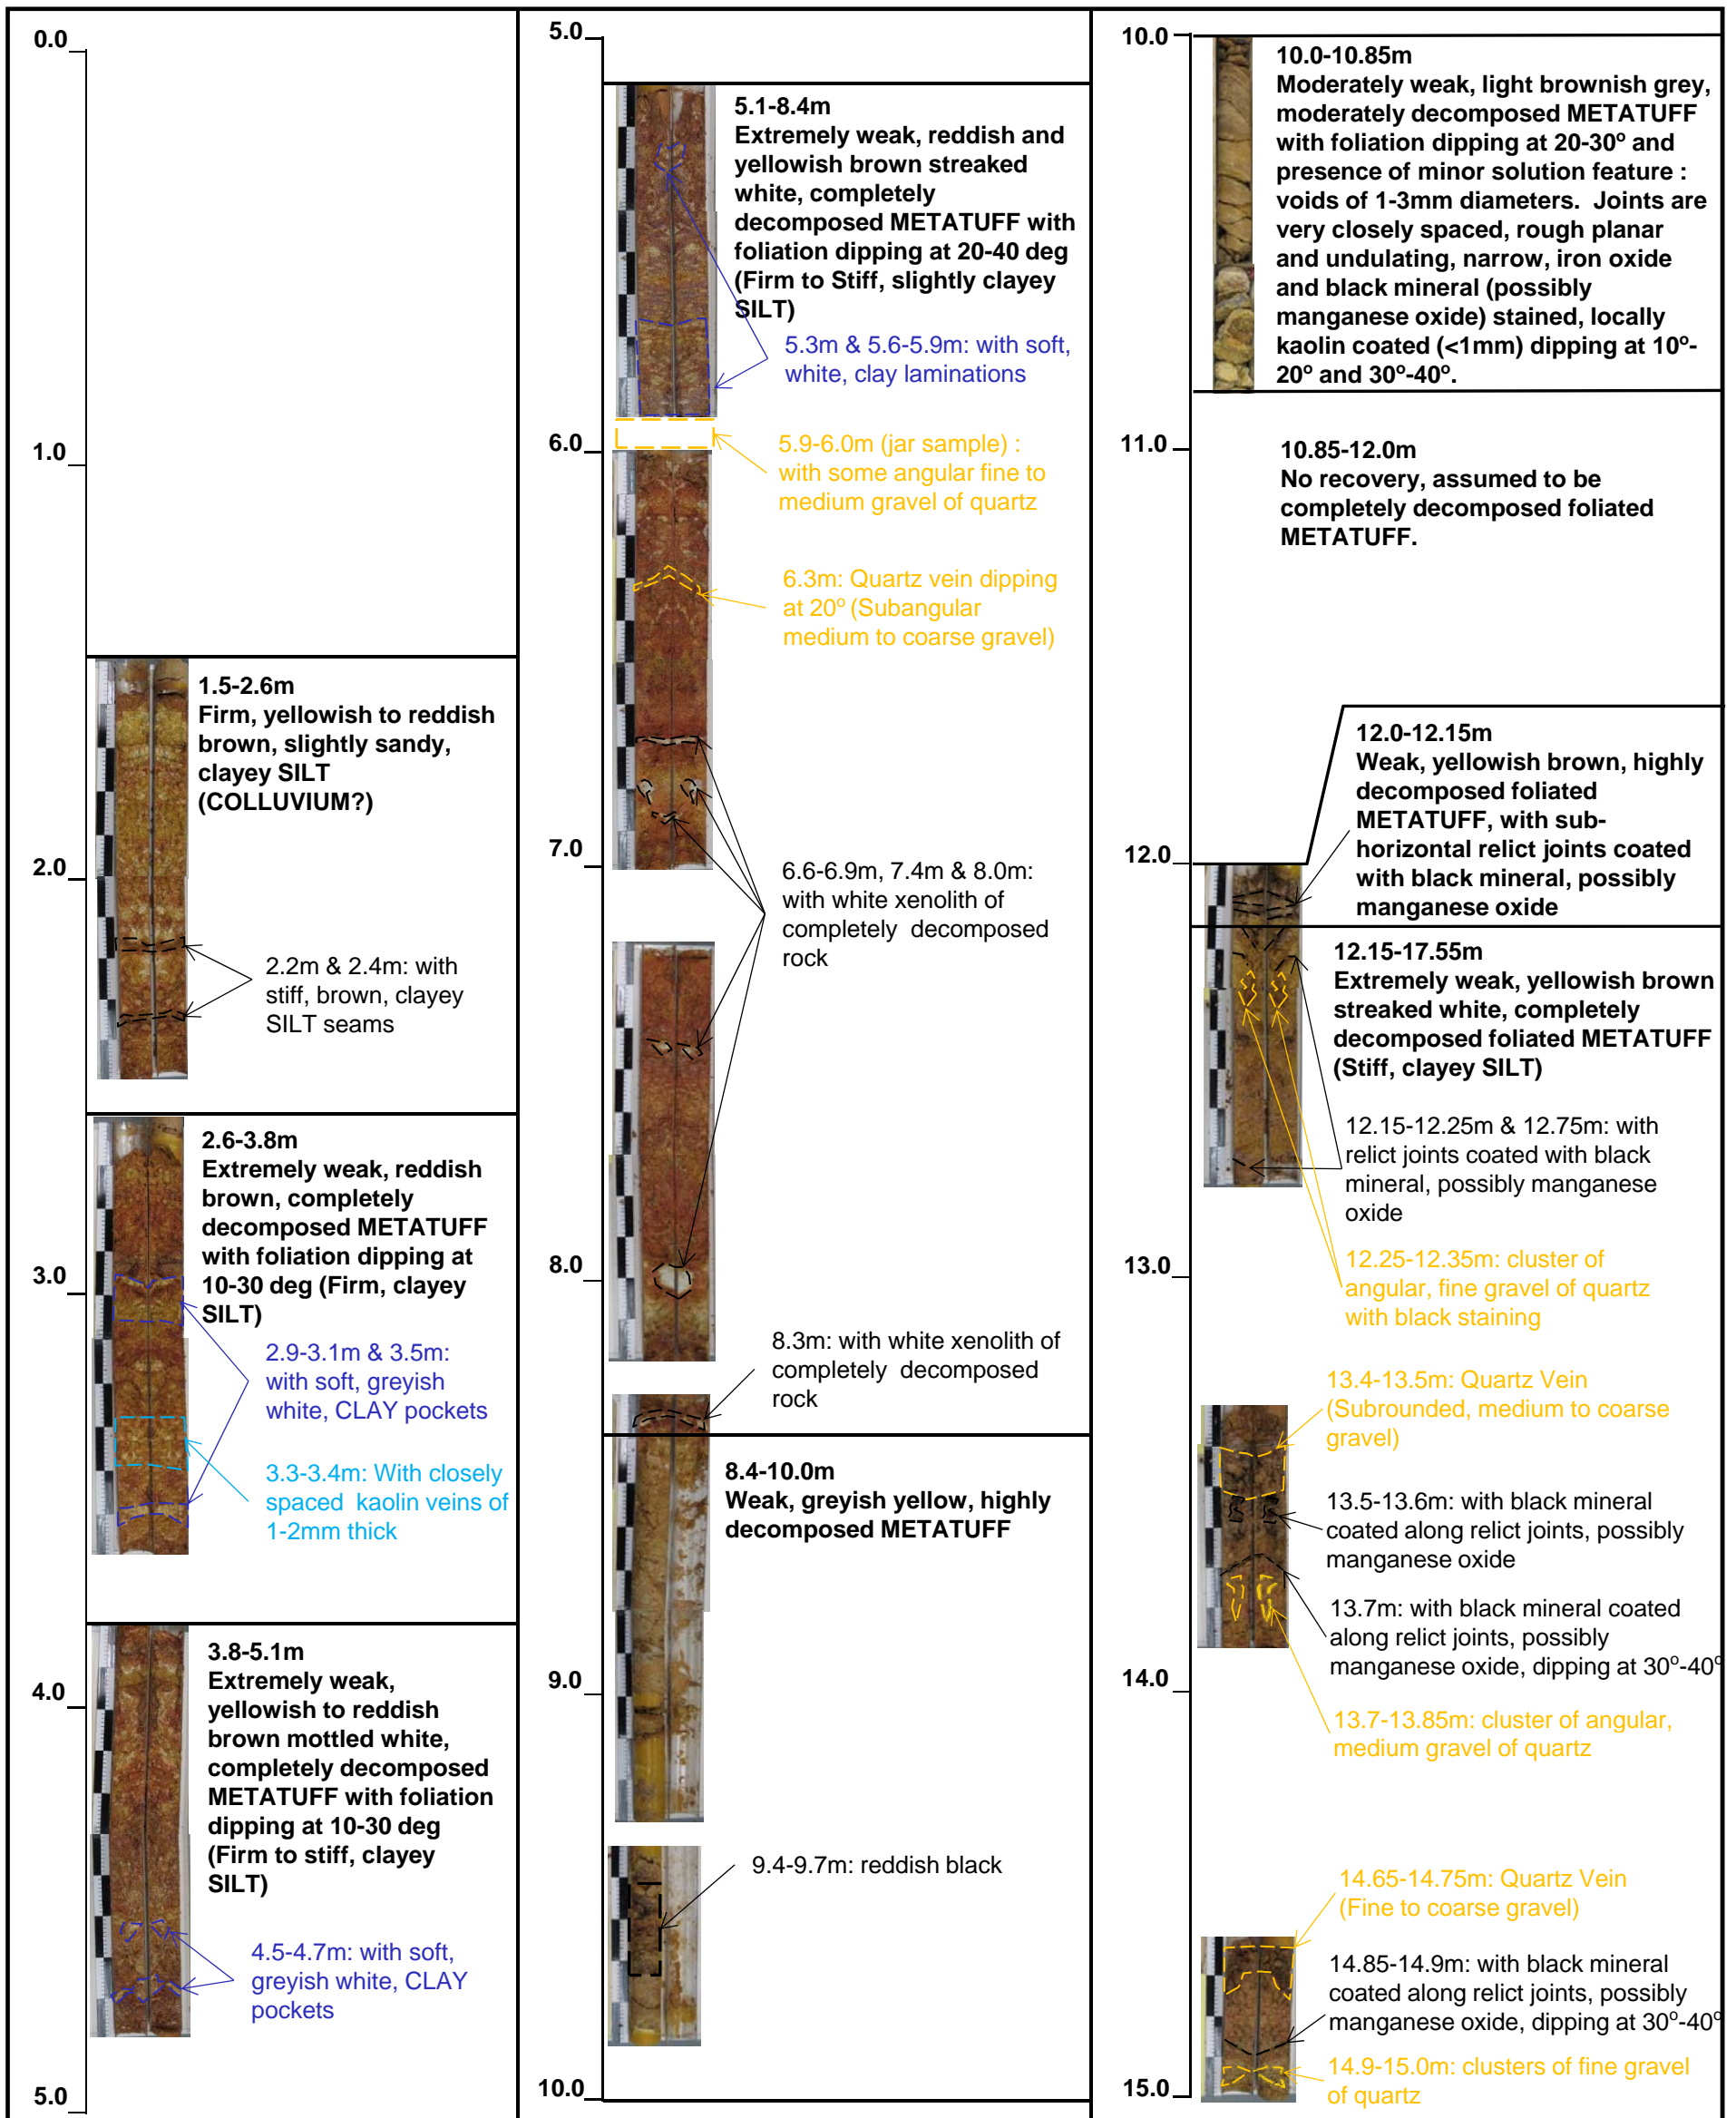 0.0
1.0
1.5-2.6m
Firm, yellowish to reddish
brown, slightly sandy,
clayey SILT
(COLLUVIUM?)
2.0
2.2m & 2.4m: with
stiff, brown, clayey
SILT seams
2.6-3.8m
Extremely weak, reddish
brown, completely
decomposed METATUFF
with foliation dipping at
10-30 deg (Firm, clayey
SILT)
3.0
2.9-3.1m & 3.5m:
with soft, greyish
white, CLAY pockets
3.3-3.4m: With closely
spaced kaolin veins of
1-2mm thick
3.8-5.1m
Extremely weak,
yellowish to reddish
brown mottled white,
completely decomposed
METATUFF with foliation
dipping at 10-30 deg
(Firm to stiff, clayey
SILT)
4.0
4.5-4.7m: with soft,
greyish white, CLAY
pockets
5.0
5.0
5.1-8.4m
Extremely weak, reddish and
yellowish brown streaked
white, completely
decomposed METATUFF with
foliation dipping at 20-40 deg
(Firm to Stiff, slightly clayey
SILT)
5.3m & 5.6-5.9m: with soft,
white, clay laminations
6.0
5.9-6.0m (jar sample) :
with some angular fine to
medium gravel of quartz
6.3m: Quartz vein dipping
at 20º (Subangular
medium to coarse gravel)
7.0
6.6-6.9m, 7.4m & 8.0m:
with white xenolith of
completely decomposed
rock
8.0
8.3m: with white xenolith of
completely decomposed
rock
8.4-10.0m
Weak, greyish yellow, highly
decomposed METATUFF
9.0
9.4-9.7m: reddish black
10.0
10.0
10.0-10.85m
Moderately weak, light brownish grey,
moderately decomposed METATUFF
with foliation dipping at 20-30º and
presence of minor solution feature :
voids of 1-3mm diameters. Joints are
very closely spaced, rough planar
and undulating, narrow, iron oxide
and black mineral (possibly
manganese oxide) stained, locally
kaolin coated (<1mm) dipping at 10º-
20º and 30º-40º.
11.0
10.85-12.0m
No recovery, assumed to be
completely decomposed foliated
METATUFF.
12.0-12.15m
Weak, yellowish brown, highly
decomposed foliated
METATUFF, with sub-
horizontal relict joints coated
with black mineral, possibly
manganese oxide
12.0
12.15-17.55m
Extremely weak, yellowish brown
streaked white, completely
decomposed foliated METATUFF
(Stiff, clayey SILT)
12.15-12.25m & 12.75m: with
relict joints coated with black
mineral, possibly manganese
oxide
12.25-12.35m: cluster of
angular, fine gravel of quartz
with black staining
13.0
13.4-13.5m: Quartz Vein
(Subrounded, medium to coarse
gravel)
13.5-13.6m: with black mineral
coated along relict joints, possibly
manganese oxide
13.7m: with black mineral coated
along relict joints, possibly
manganese oxide, dipping at 30º-40º
14.0
13.7-13.85m: cluster of angular,
medium gravel of quartz
14.65-14.75m: Quartz Vein
(Fine to coarse gravel)
14.85-14.9m: with black mineral
coated along relict joints, possibly
manganese oxide, dipping at 30º-40º
14.9-15.0m: clusters of fine gravel
of quartz
15.0